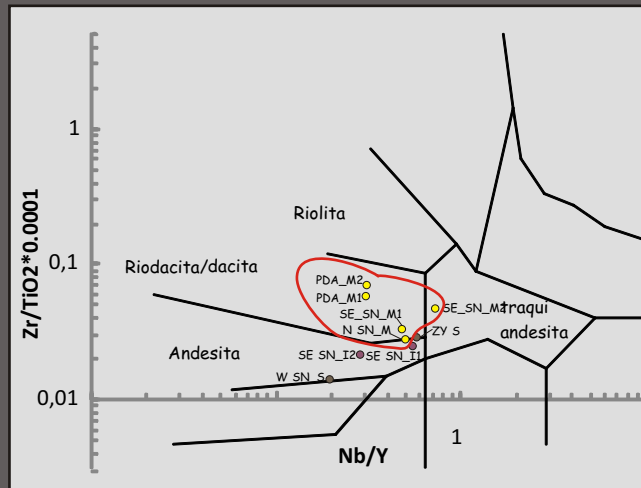 Zr/TiO2*0.0001
1
Riolita
0,1
Riodacita/dacita
PDA_M2
PDA_M1
SE_SN_M1
SE_SN_M
traqui
andesita
N SN_M
ZY S
Andesita
SE SN_I2
SE SN_I1
W SN_S
0,01
Nb/Y
1